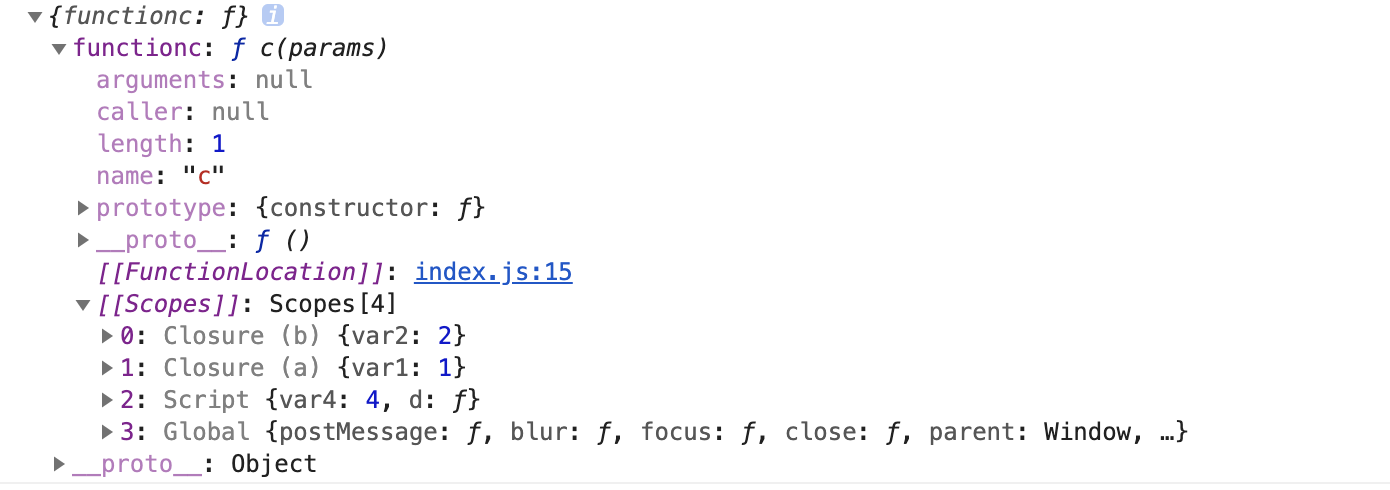 {functionc: ƒ} i
functionc: ƒ c(params)
arguments: null
caller: null
length: 1
name: "c"
prototype: {constructor: ƒ}
__proto__: ƒ ()
[[FunctionLocation]]: index.js:15
[[Scopes]]: Scopes[4]
0: Closure (b) {var2: 2}
1: Closure (a) {var1: 1}
2: Script {var4: 4, d: ƒ}
3: Global {postMessage: ƒ, blur: ƒ, focus: ƒ, close: ƒ, parent: Window, …}
__proto__: Object